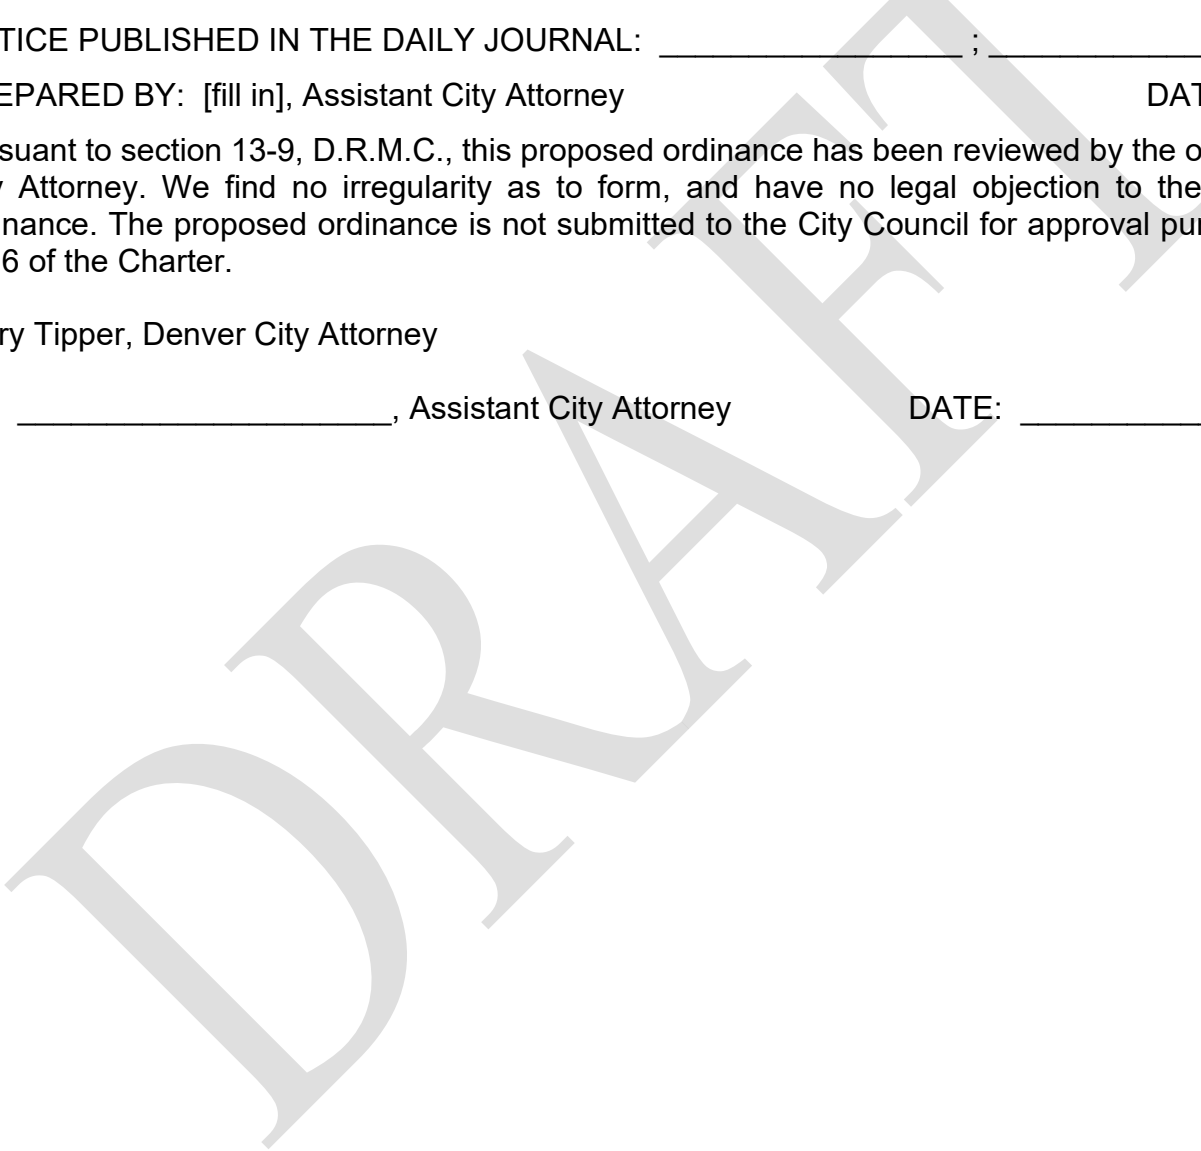 TICE PUBLISHED IN THE DAILY JOURNAL: _________________ ; ____________
EPARED BY: [fill in], Assistant City Attorney DAT
suant to section 13-9, D.R.M.C., this proposed ordinance has been reviewed by the o
y Attorney. We find no irregularity as to form, and have no legal objection to the
nance. The proposed ordinance is not submitted to the City Council for approval pur
6 of the Charter.
ry Tipper, Denver City Attorney
_____________________, Assistant City Attorney DATE: __________
DRAFT